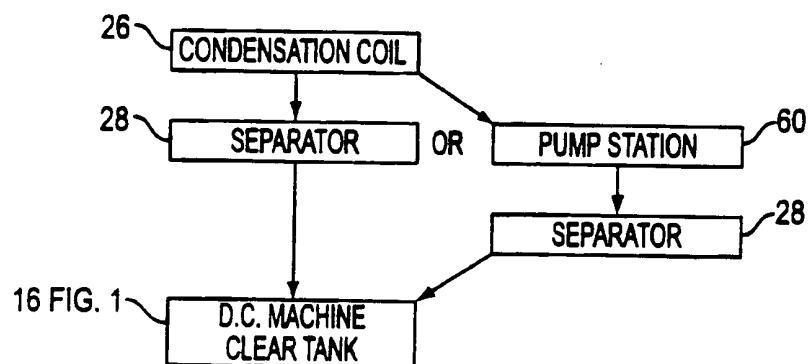 26
CONDENSATION COIL
28
SEPARATOR
OR
PUMP STATION
60
SEPARATOR
28
16 FIG. 1
D.C. MACHINE
CLEAR TANK